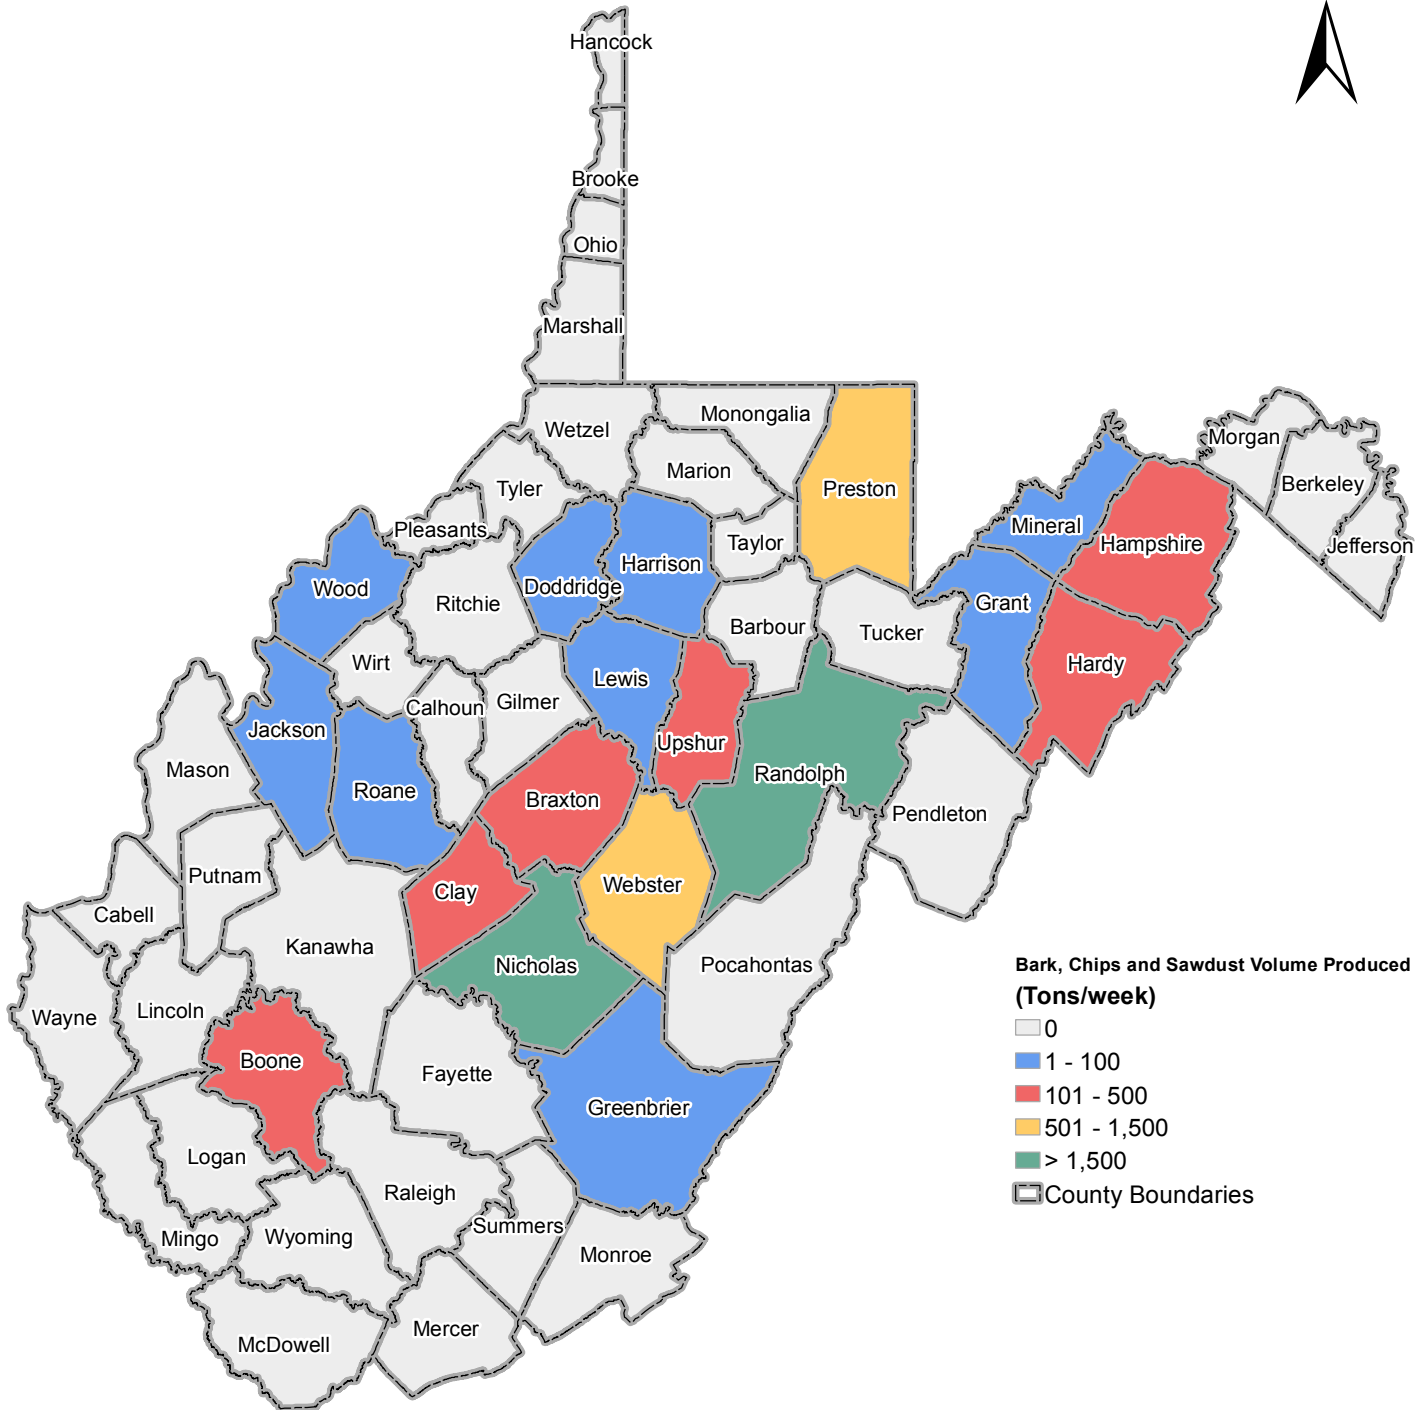 Hancock
Brooke
Ohio
Marshall
Wetzel
Monongalia
Marion
Preston
Morgan
Berkeley
Jefferson
Tyler
Pleasants
Taylor
Mineral
Hampshire
Wood
Ritchie
Doddridge
Harrison
Barbour
Tucker
Grant
Hardy
Wirt
Calhoun
Gilmer
Lewis
Upshur
Jackson
Mason
Roane
Braxton
Randolph
Pendleton
Putnam
Clay
Webster
Cabell
Kanawha
Nicholas
Pocahontas
Wayne
Lincoln
Boone
Fayette
Greenbrier
Logan
Raleigh
Summers
Mingo
Wyoming
Monroe
McDowell
Mercer
Bark, Chips and Sawdust Volume Produced
(Tons/week)
0
1 - 100
101 - 500
501 - 1,500
> 1,500
County Boundaries